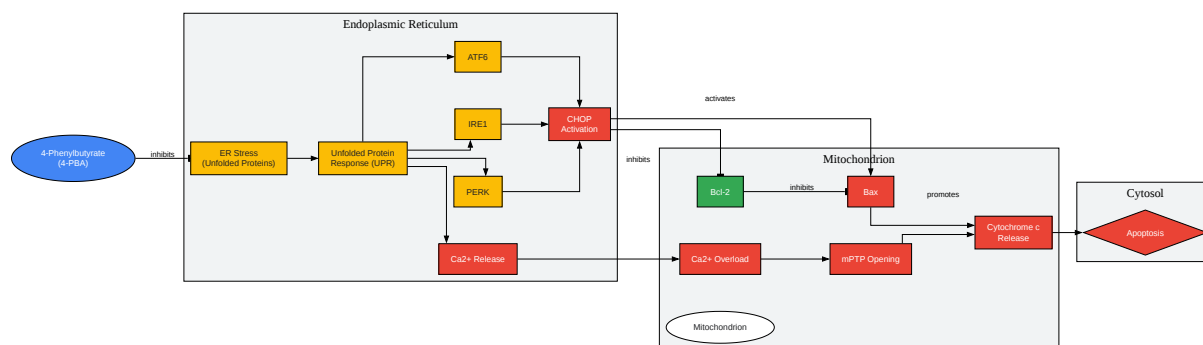 Endoplasmic Reticulum
ATF6
activates
CHOP
Activation
IRE1
4-Phenylbutyrate
(4-PBA)
inhibits
ER Stress
(Unfolded Proteins)
Unfolded Protein
Response (UPR)
inhibits
Mitochondrion
PERK
Bcl-2
inhibits
Bax
promotes
Cytosol
Cytochrome c
Release
Apoptosis
Ca2+ Release
Ca2+ Overload
mPTP Opening
Mitochondrion